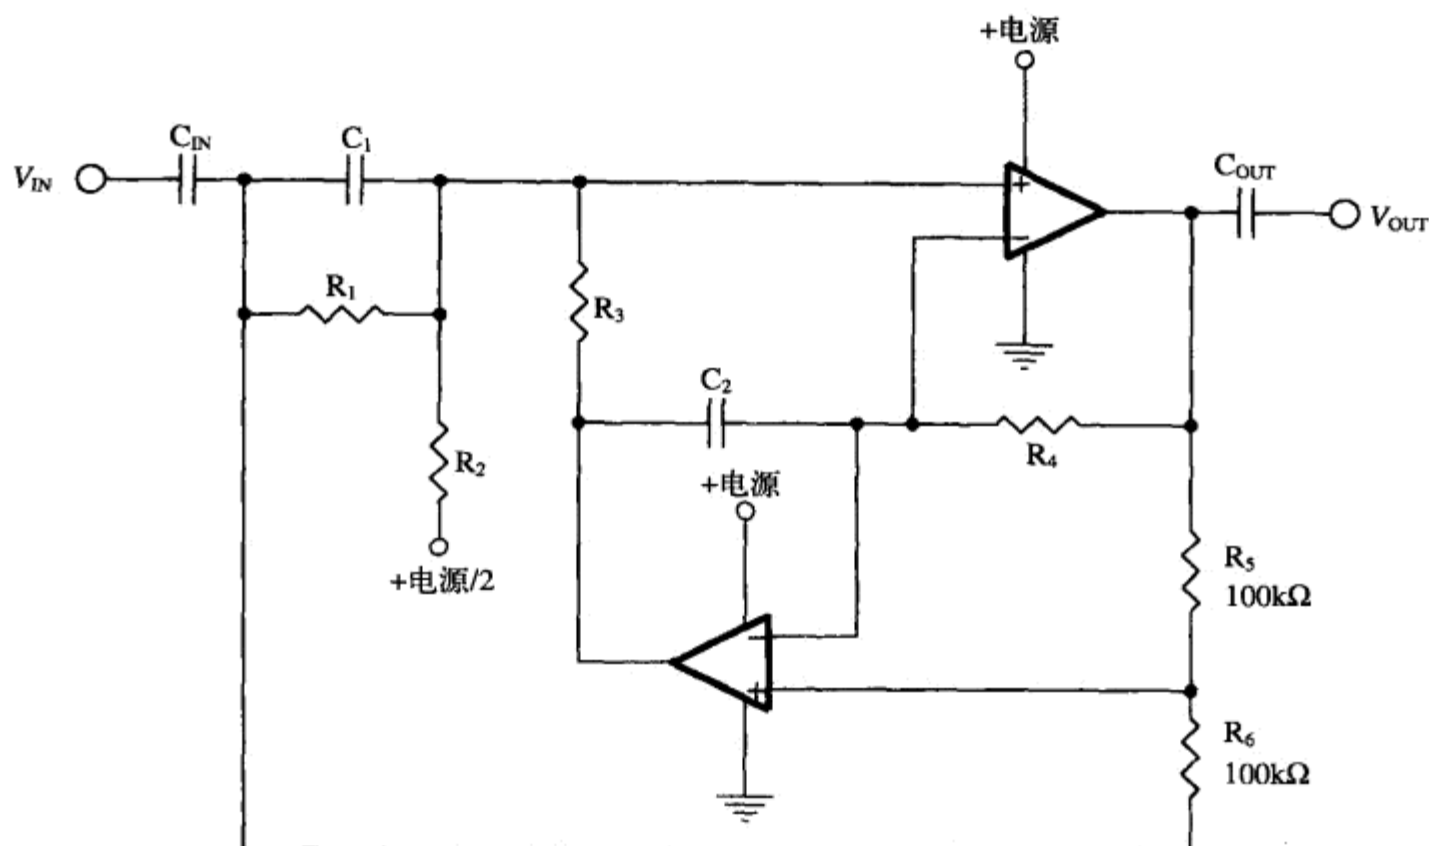 +电源
C_IN
C_1
C_OUT
V_IN
V_OUT
+
−
R_1
R_3
C_2
R_2
R_4
+电源
+电源/2
R_5
100kΩ
−
+
R_6
100kΩ